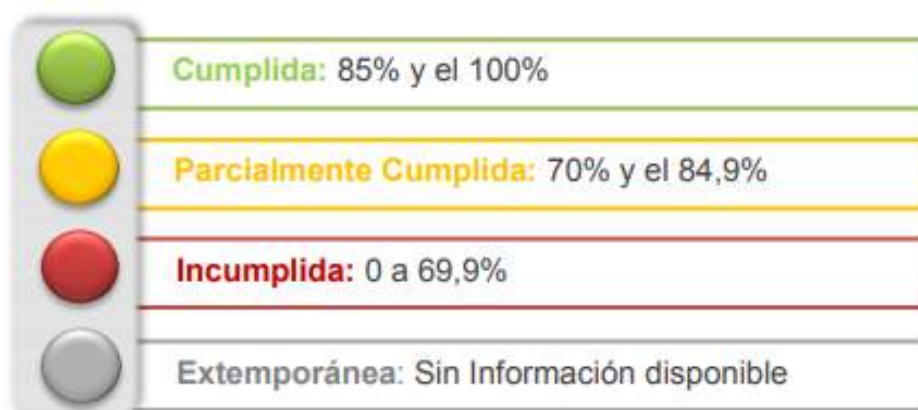 Cumplida: 85% y el 100%
Parcialmente Cumplida: 70% y el 84,9%
Incumplida: 0 a 69,9%
Extemporánea: Sin Información disponible